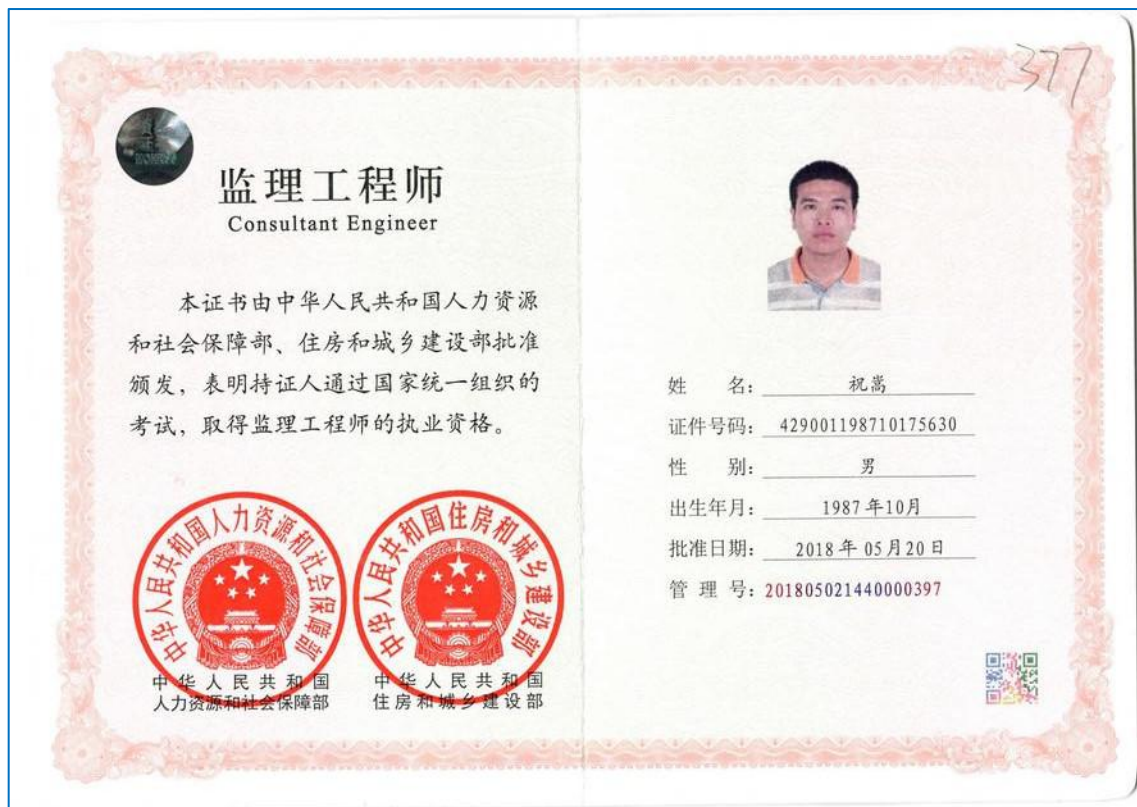 377
监理工程师
Consultant Engineer
本证书由中华人民共和国人力资源
和社会保障部、住房和城乡建设部批准
颁发，表明持证人通过国家统一组织的
考试，取得监理工程师的执业资格。
中华人民共和国人力资源和社会保障部
中华人民共和国住房和城乡建设部
中华人民共和国
人力资源和社会保障部
中华人民共和国
住房和城乡建设部
姓 名： 祝嵩
证件号码： 429001198710175630
性 别： 男
出生年月： 1987年10月
批准日期： 2018年05月20日
管 理 号：201805021440000397